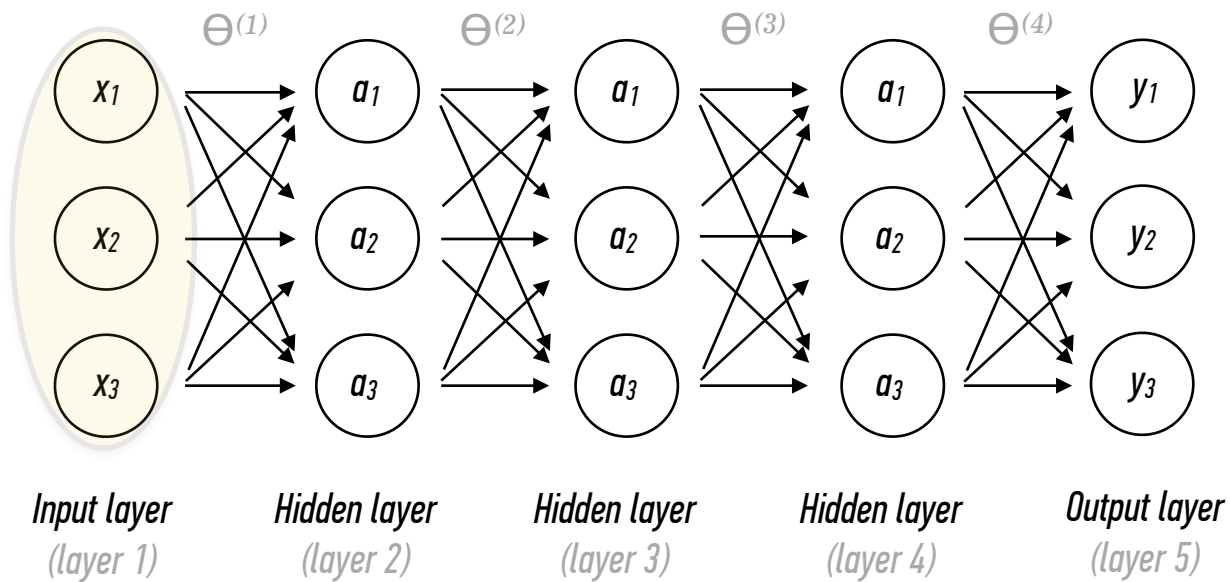 Θ(1) Θ(2) Θ(3) Θ(4)
x1 a1 a1 a1 y1
x2 a2 a2 a2 y2
x3 a3 a3 a3 y3
Input layer Hidden layer Hidden layer Hidden layer Output layer
(layer 1) (layer 2) (layer 3) (layer 4) (layer 5)